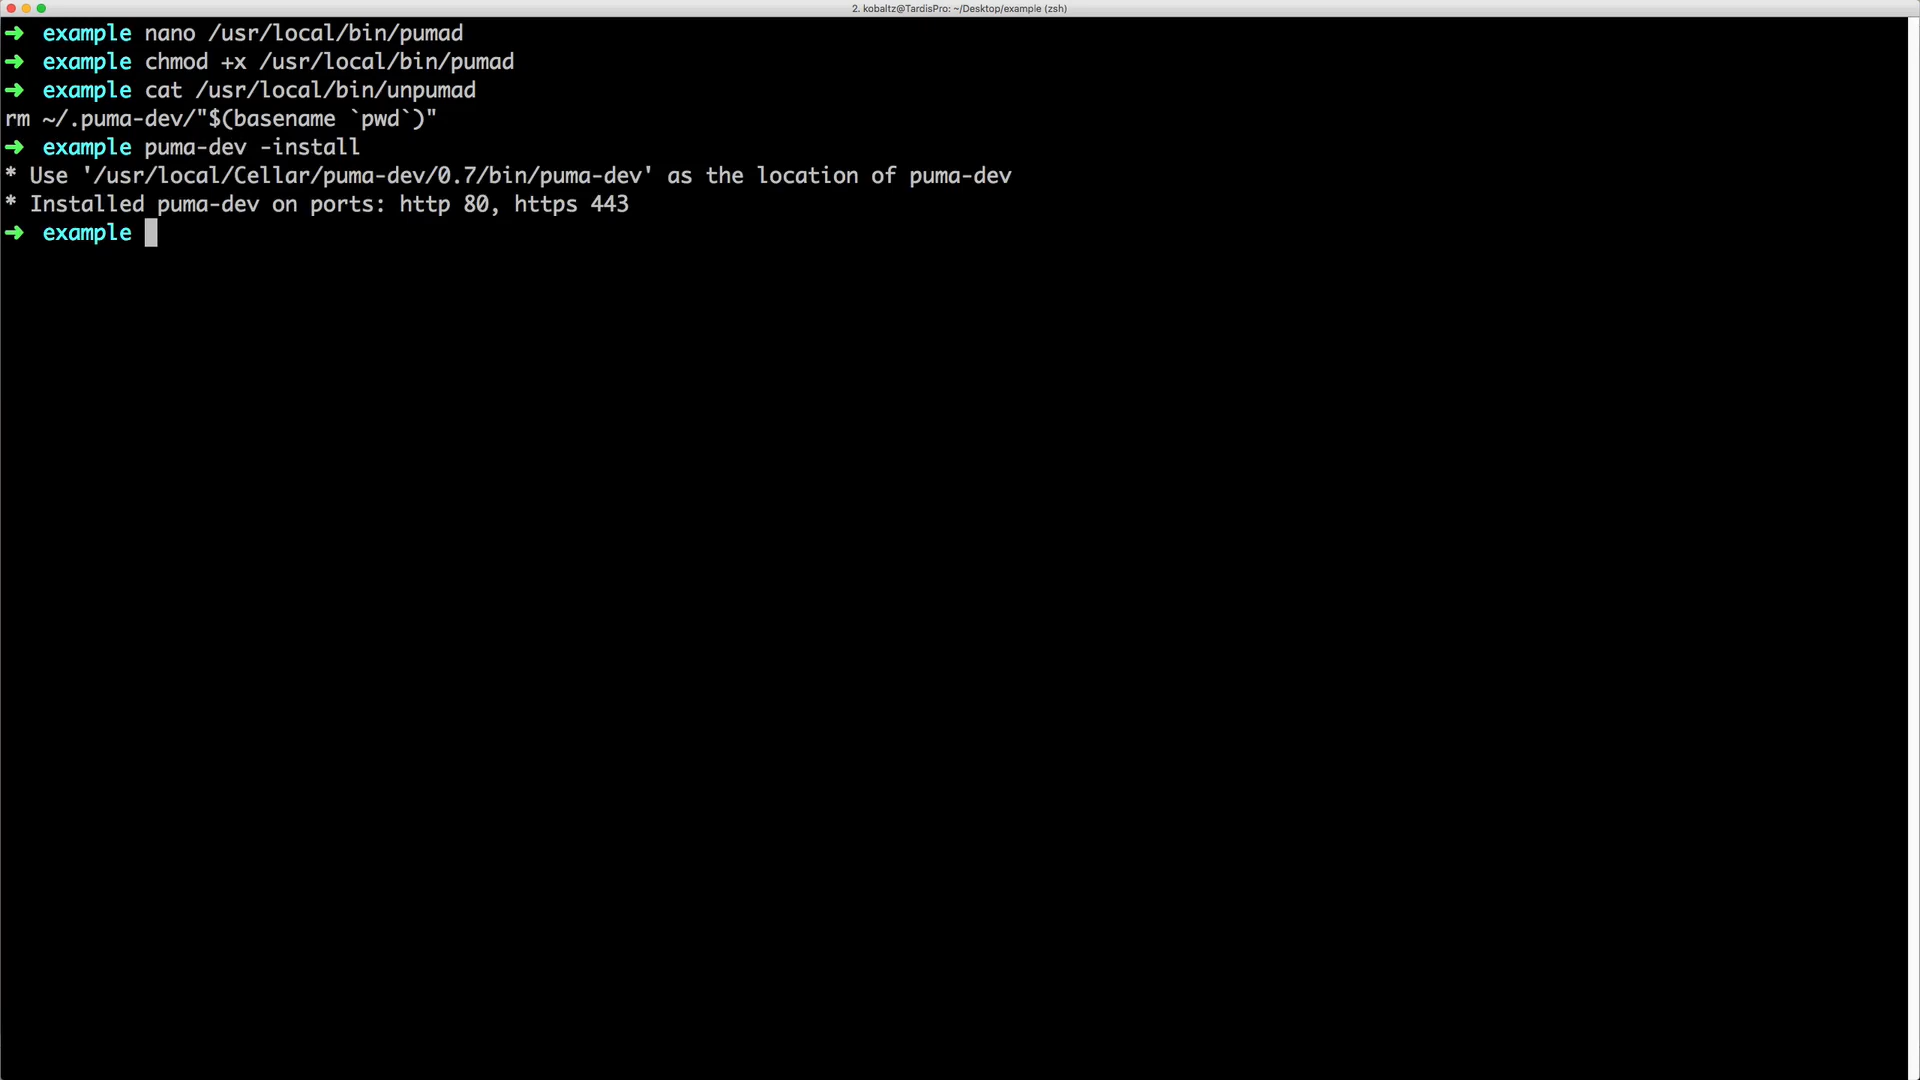 2. kobaltz@TardisPro: ~/Desktop/example (zsh)
➜ example nano /usr/local/bin/pumad
➜ example chmod +x /usr/local/bin/pumad
➜ example cat /usr/local/bin/unpumad
rm ~/.puma-dev/"$(basename `pwd`)"
➜ example puma-dev -install
* Use '/usr/local/Cellar/puma-dev/0.7/bin/puma-dev' as the location of puma-dev
* Installed puma-dev on ports: http 80, https 443
➜ example